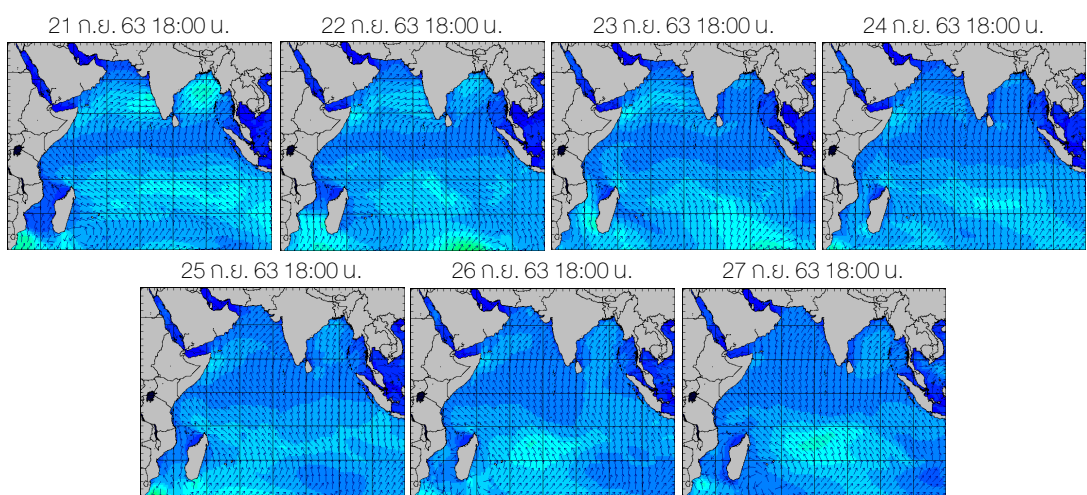 21 ก.ย. 63 18:00 น.
22 ก.ย. 63 18:00 น.
23 ก.ย. 63 18:00 น.
24 ก.ย. 63 18:00 น.
25 ก.ย. 63 18:00 น.
26 ก.ย. 63 18:00 น.
27 ก.ย. 63 18:00 น.